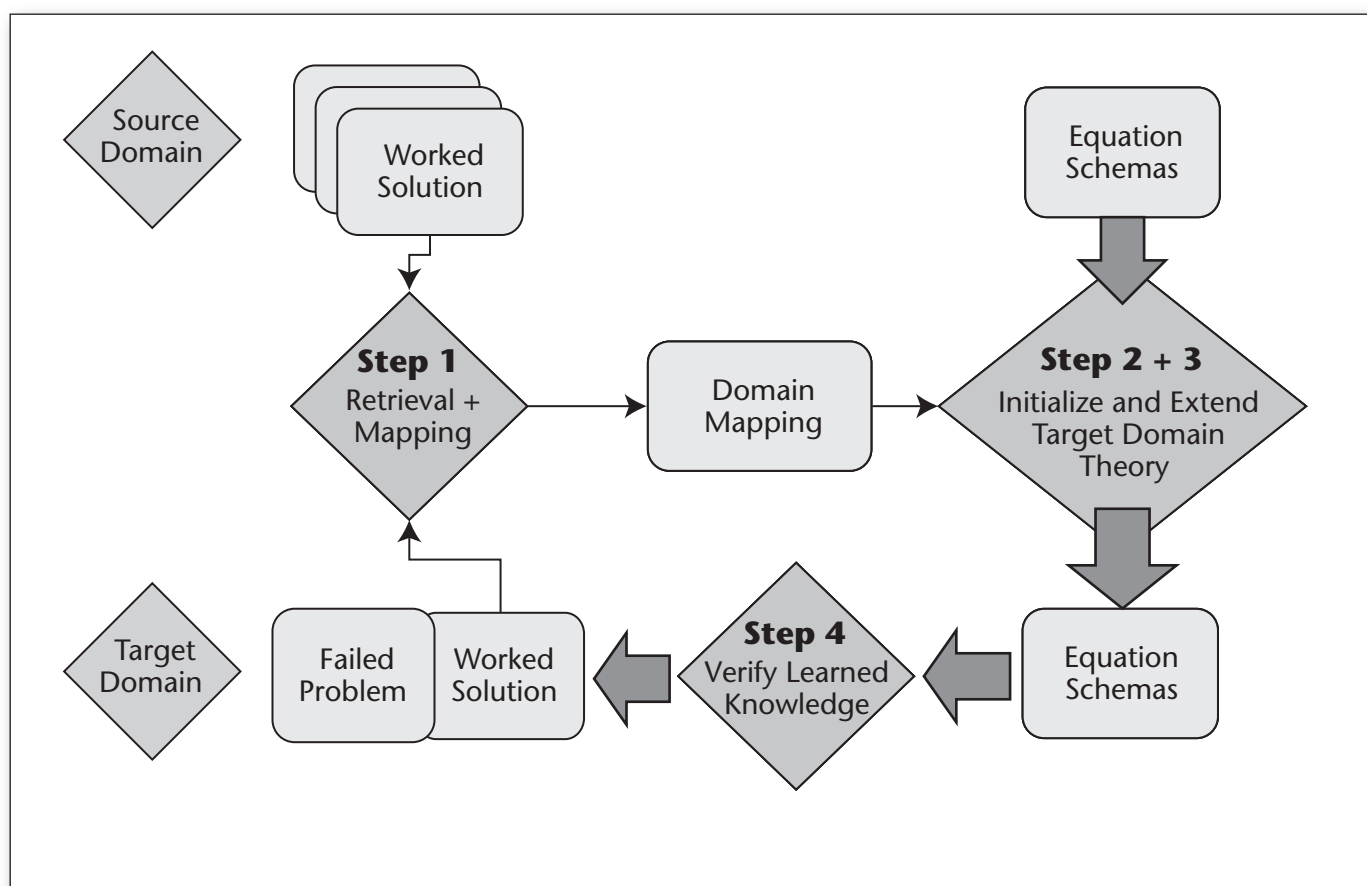 Source
Domain
Worked
Solution
Equation
Schemas
Step 1
Retrieval +
Mapping
Domain
Mapping
Step 2 + 3
Initialize and Extend
Target Domain
Theory
Target
Domain
Failed
Problem
Worked
Solution
Step 4
Verify Learned
Knowledge
Equation
Schemas